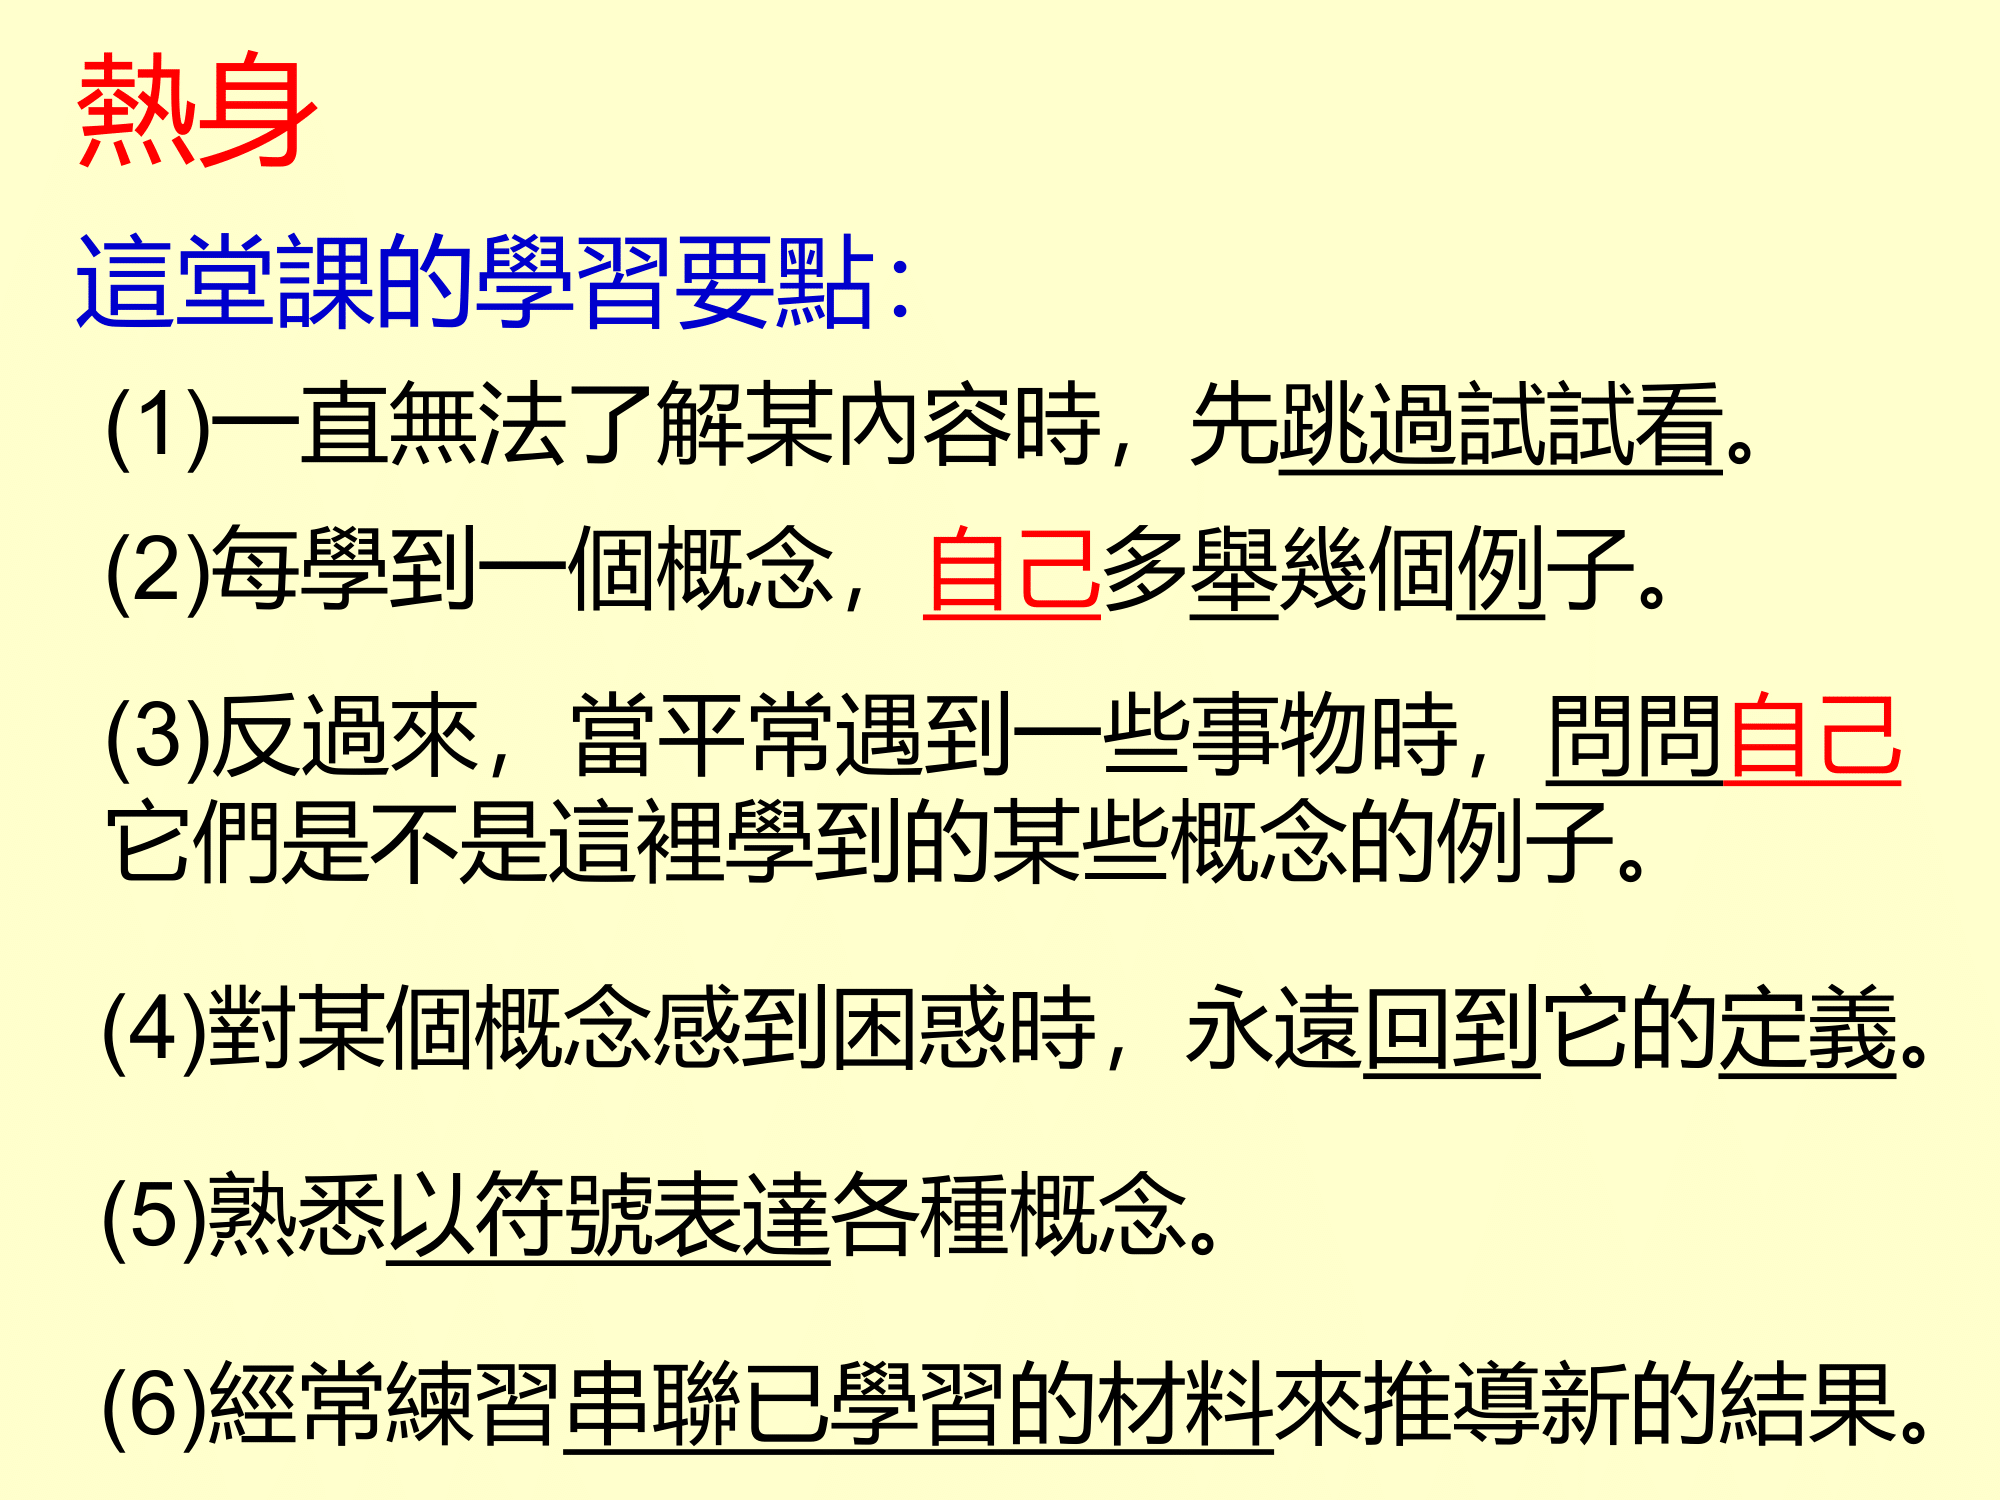 熱身
這堂課的學習要點：
(1)一直無法了解某內容時，先跳過試試看。
(2)每學到一個概念，自己多舉幾個例子。
(3)反過來，當平常遇到一些事物時，問問自己
它們是不是這裡學到的某些概念的例子。
(4)對某個概念感到困惑時，永遠回到它的定義。
(5)熟悉以符號表達各種概念。
(6)經常練習串聯已學習的材料來推導新的結果。